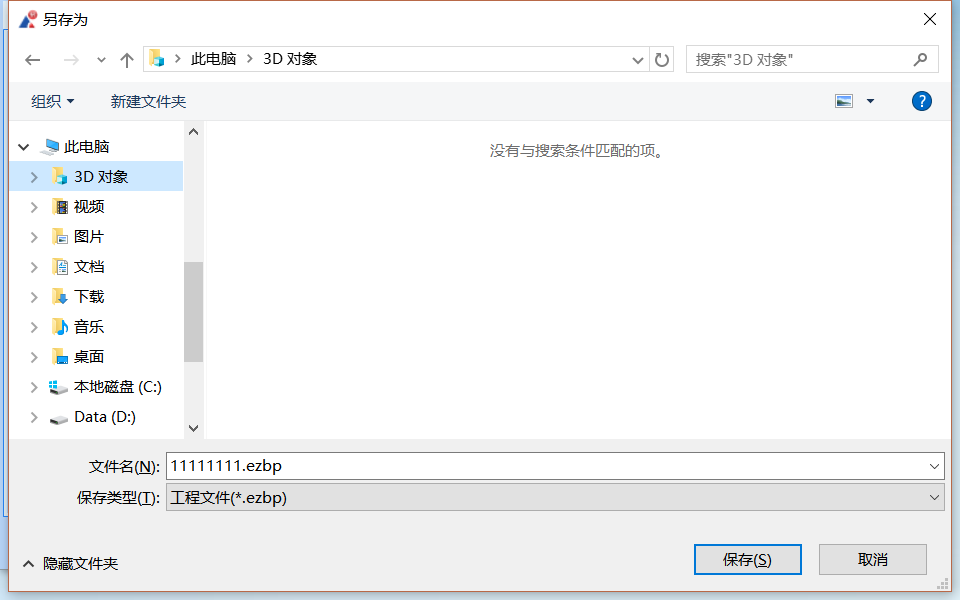 另存为
此电脑 3D 对象
搜索"3D 对象"
组织 新建文件夹
此电脑
3D 对象
视频
图片
文档
下载
音乐
桌面
本地磁盘 (C:)
Data (D:)
没有与搜索条件匹配的项。
文件名(N): 11111111.ezbp
保存类型(T): 工程文件(*.ezbp)
隐藏文件夹
保存(S) 取消